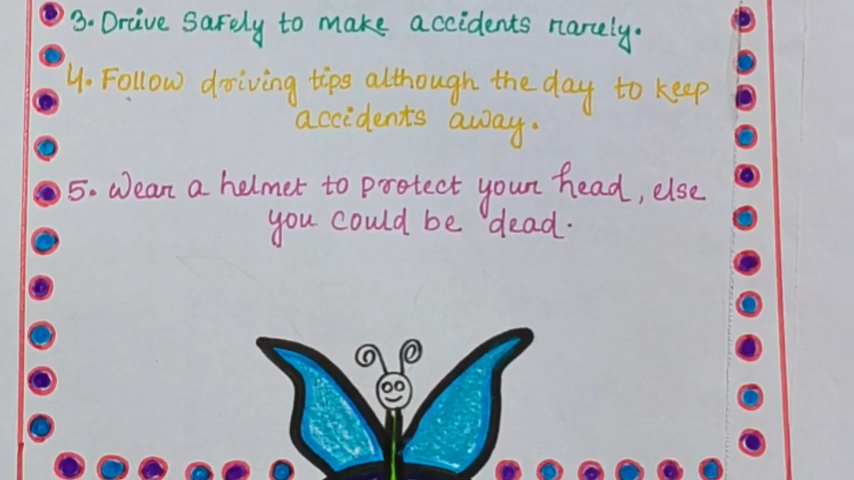 3. Drive Safely to make accidents rarely.
4. Follow driving tips although the day to keep
accidents away.
5. Wear a helmet to protect your head, else
you could be dead.